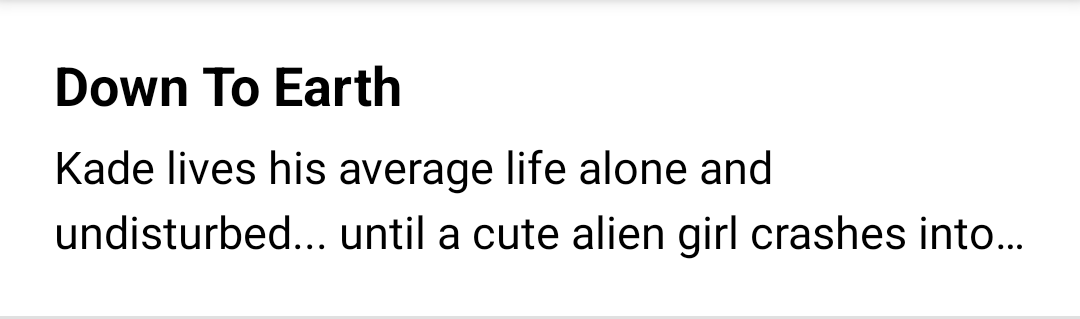 Down To Earth
Kade lives his average life alone and
undisturbed... until a cute alien girl crashes into...